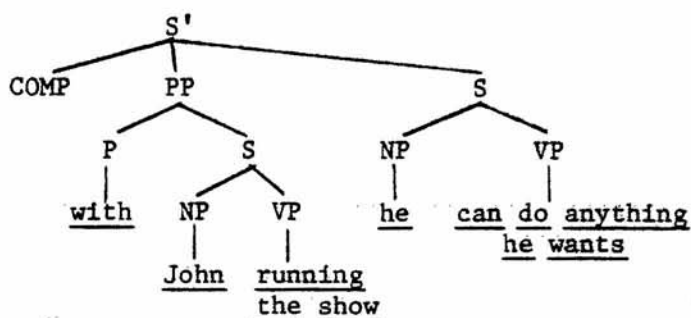 S'
COMP PP S
P S NP VP
with NP VP he can do anything
he wants
John running
the show